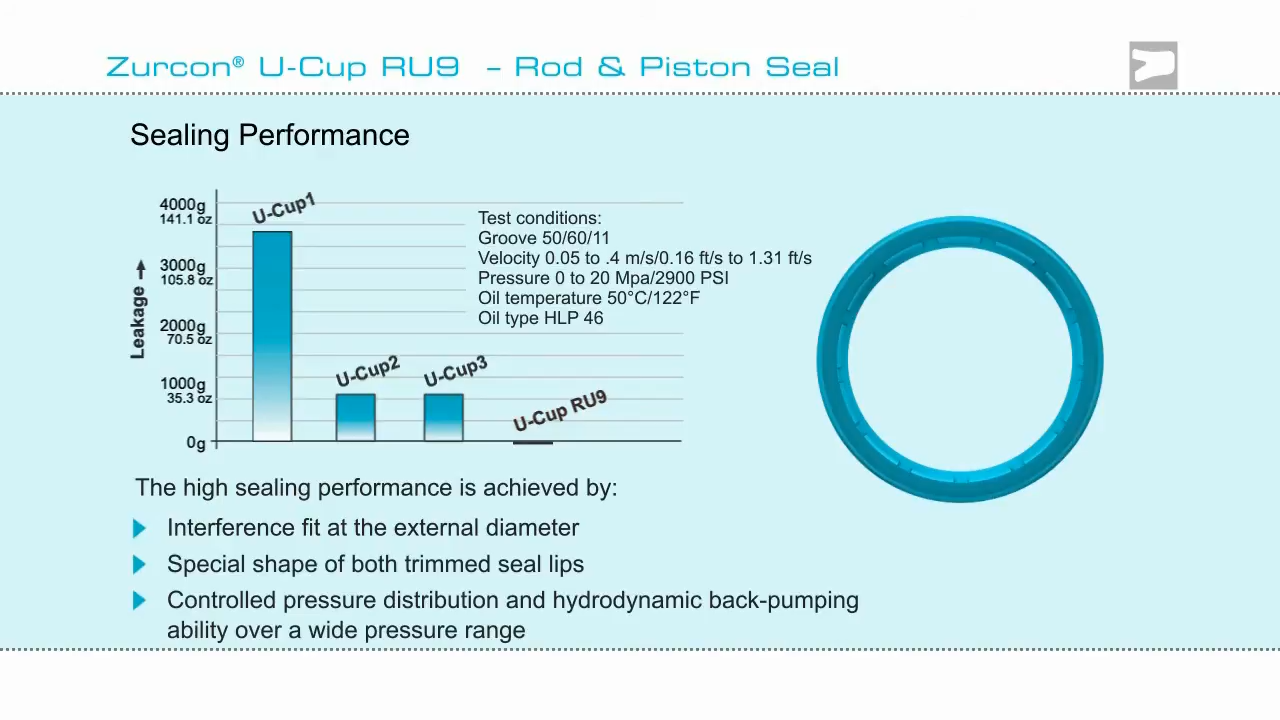 Zurcon® U-Cup RU9 – Rod & Piston Seal
Sealing Performance
4000g
141.1 oz
3000g
105.8 oz
2000g
70.5 oz
1000g
35.3 oz
0g
Leakage →
U-Cup1
U-Cup2
U-Cup3
U-Cup RU9
Test conditions:
Groove 50/60/11
Velocity 0.05 to .4 m/s/0.16 ft/s to 1.31 ft/s
Pressure 0 to 20 Mpa/2900 PSI
Oil temperature 50°C/122°F
Oil type HLP 46
The high sealing performance is achieved by:
Interference fit at the external diameter
Special shape of both trimmed seal lips
Controlled pressure distribution and hydrodynamic back-pumping
ability over a wide pressure range